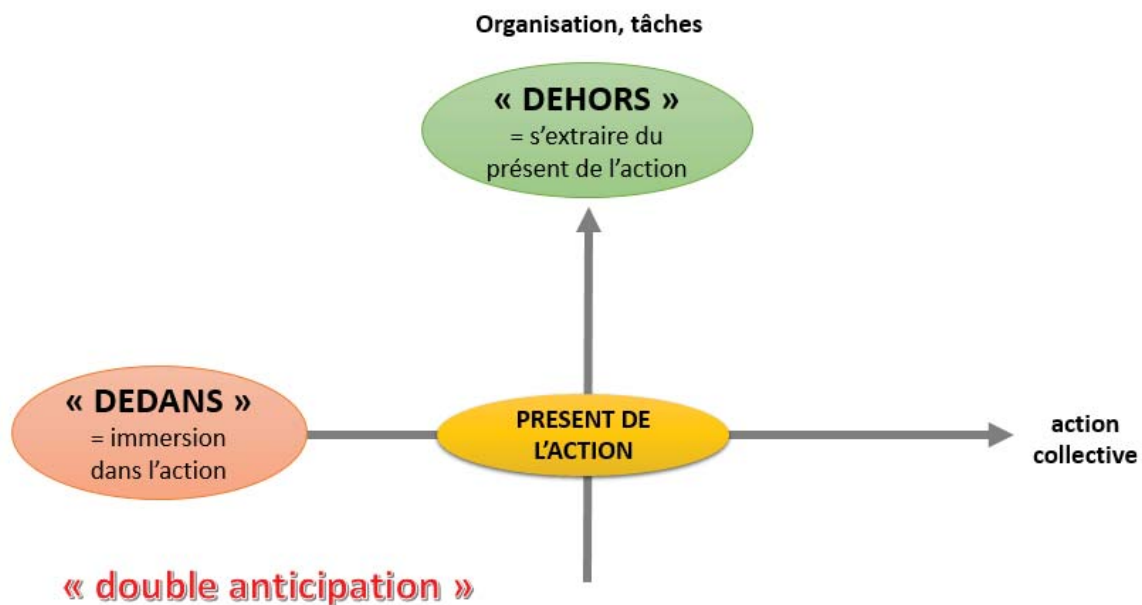 Organisation, tâches
« DEHORS »
= s’extraire du
présent de l’action
« DEDANS »
= immersion
dans l’action
PRESENT DE
L’ACTION
action
collective
« double anticipation »